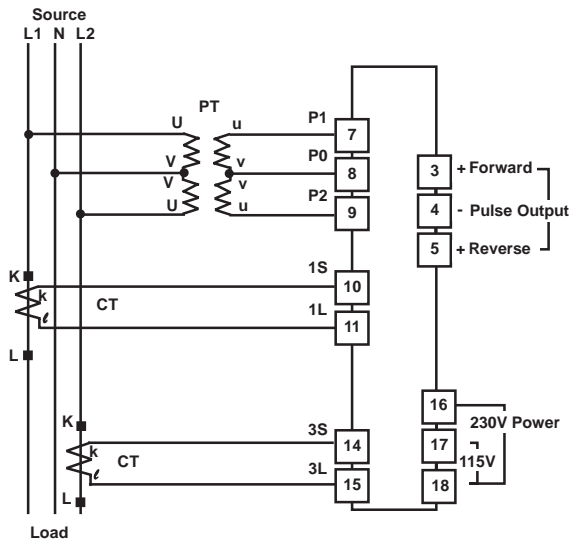 Source
L1 N L2
PT
U u P1 7
V v P0 8
V v
U u P2 9
3 + Forward
4 - Pulse Output
5 + Reverse
K
k
CT
ℓ
L
1S 10
1L 11
K
k
CT
ℓ
L
3S 14
3L 15
16
230V Power
17
115V
18
Load